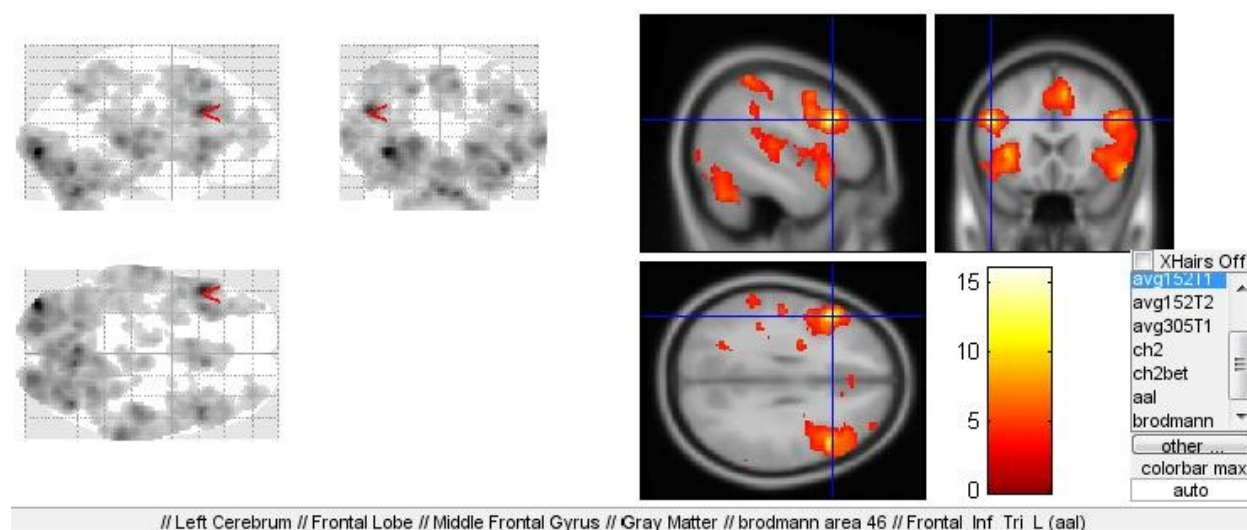 XHairs Off
avg152T1
avg152T2
avg305T1
ch2
ch2bet
aal
brodmann
other ...
colorbar max
auto
15
10
5
0
// Left Cerebrum // Frontal Lobe // Middle Frontal Gyrus // Gray Matter // brodmann area 46 // Frontal_Inf_Tri_L (aal)